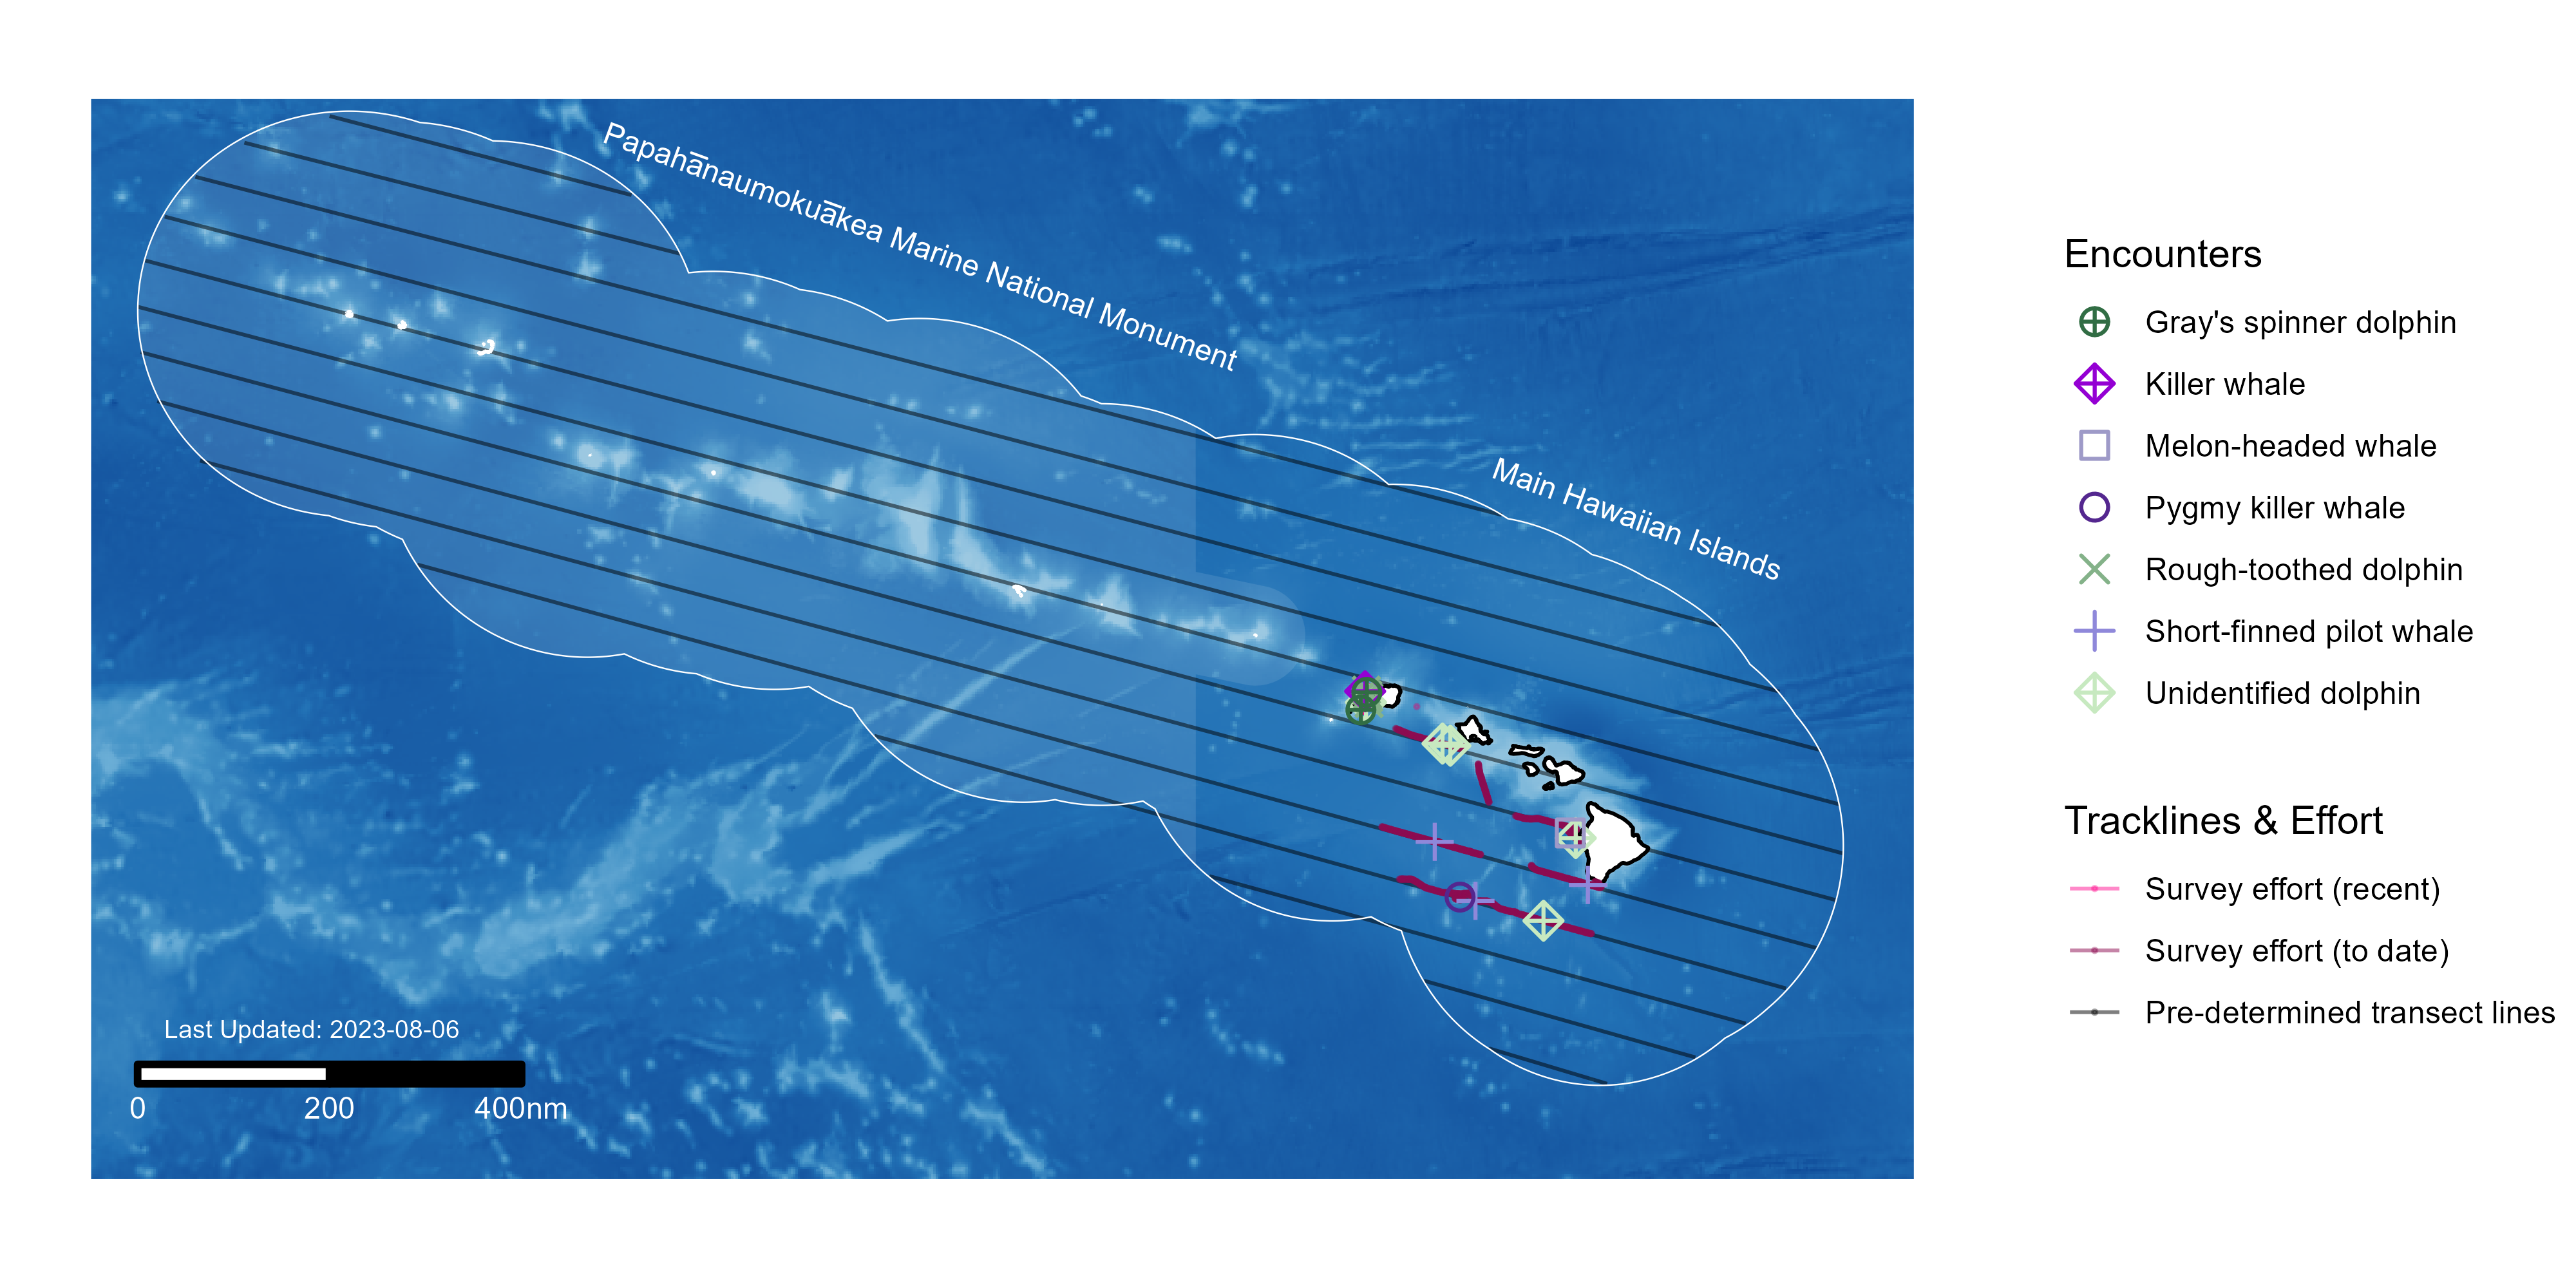 Papahānaumokuākea Marine National Monument
Main Hawaiian Islands
Last Updated: 2023-08-06
0 200 400nm
Encounters
Gray's spinner dolphin
Killer whale
Melon-headed whale
Pygmy killer whale
Rough-toothed dolphin
Short-finned pilot whale
Unidentified dolphin
Tracklines & Effort
Survey effort (recent)
Survey effort (to date)
Pre-determined transect lines